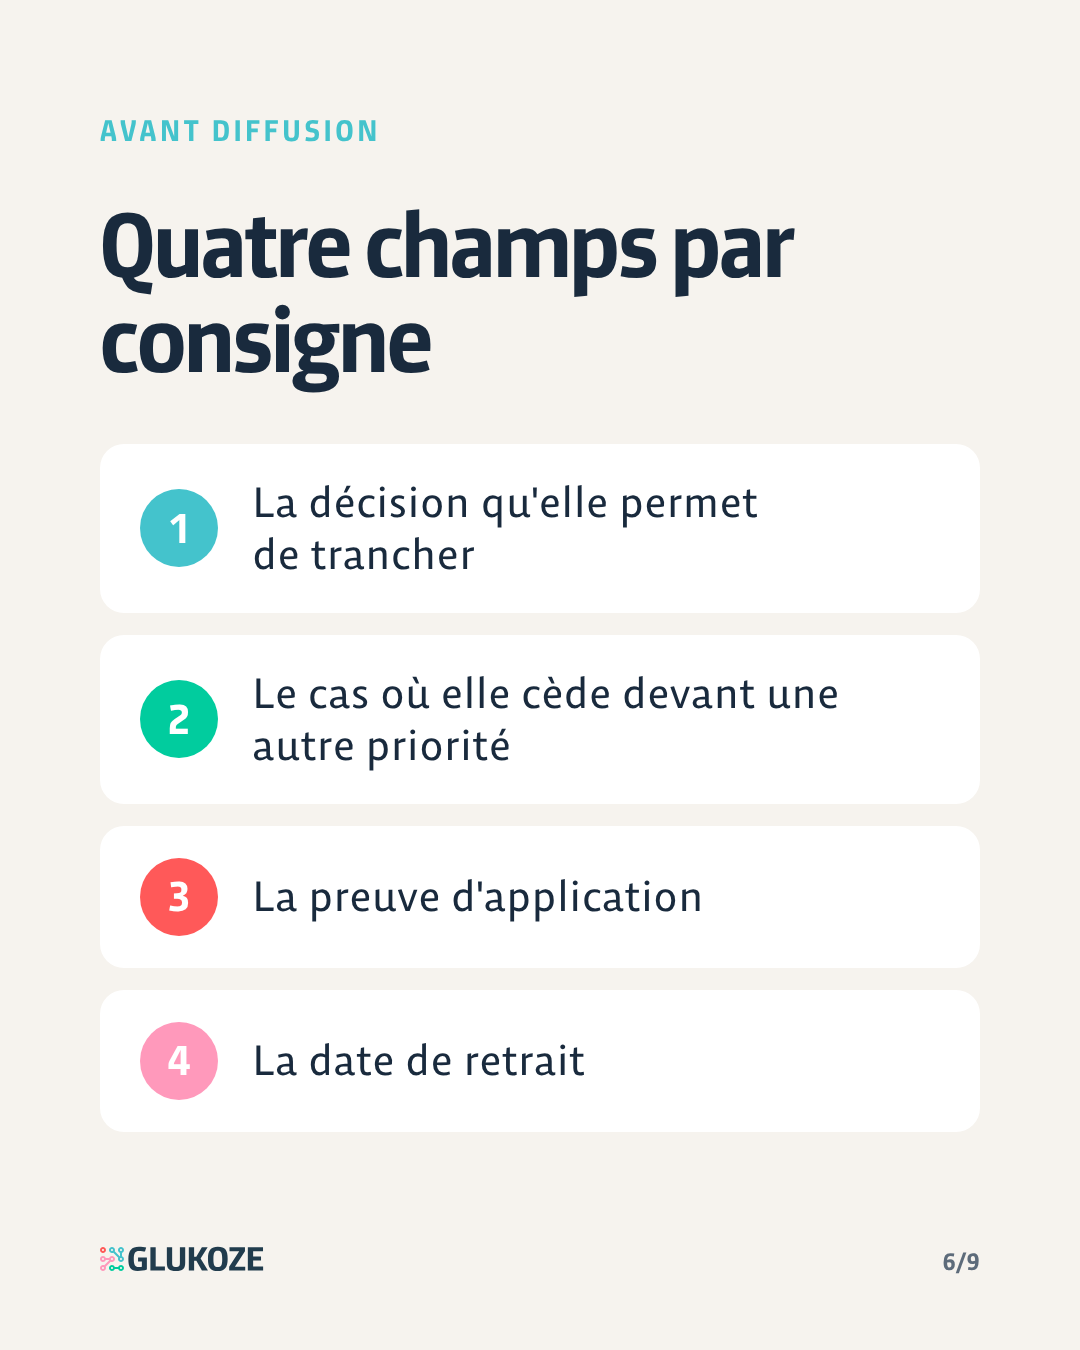 AVANT DIFFUSION
Quatre champs par
consigne
1
La décision qu'elle permet
de trancher
2
Le cas où elle cède devant une
autre priorité
3
La preuve d'application
4
La date de retrait
GLUKOZE
6/9